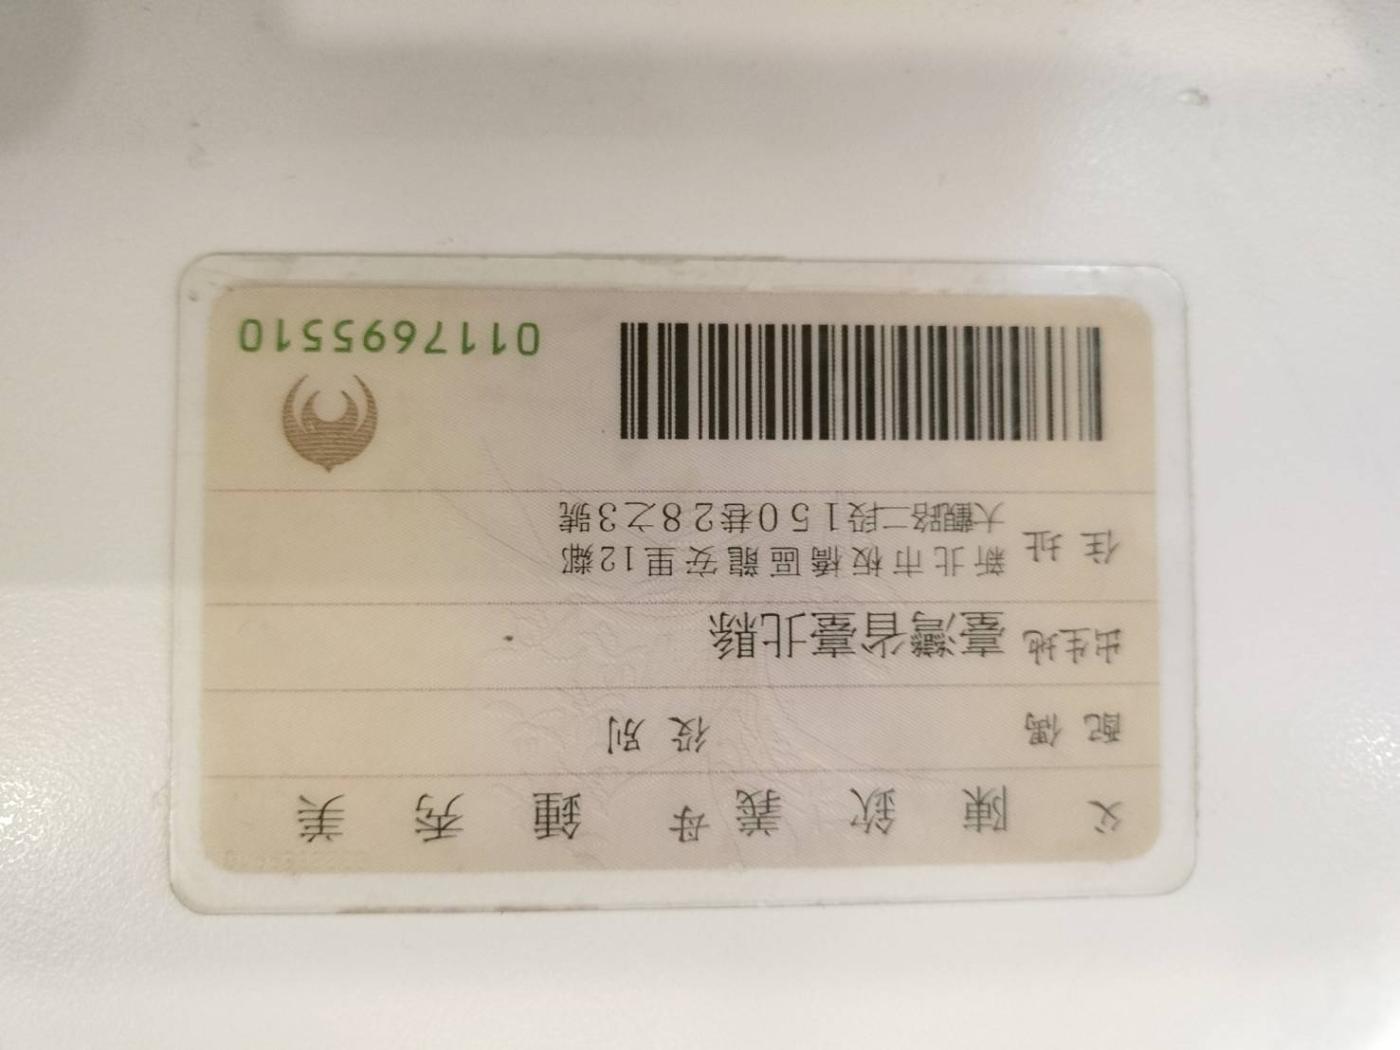 父 陳欽義 母 鍾秀美
配偶 役別
出生地 臺灣省臺北縣
住址 新北市板橋區龍安里12鄰
大觀路二段150巷28之3號
0117695510